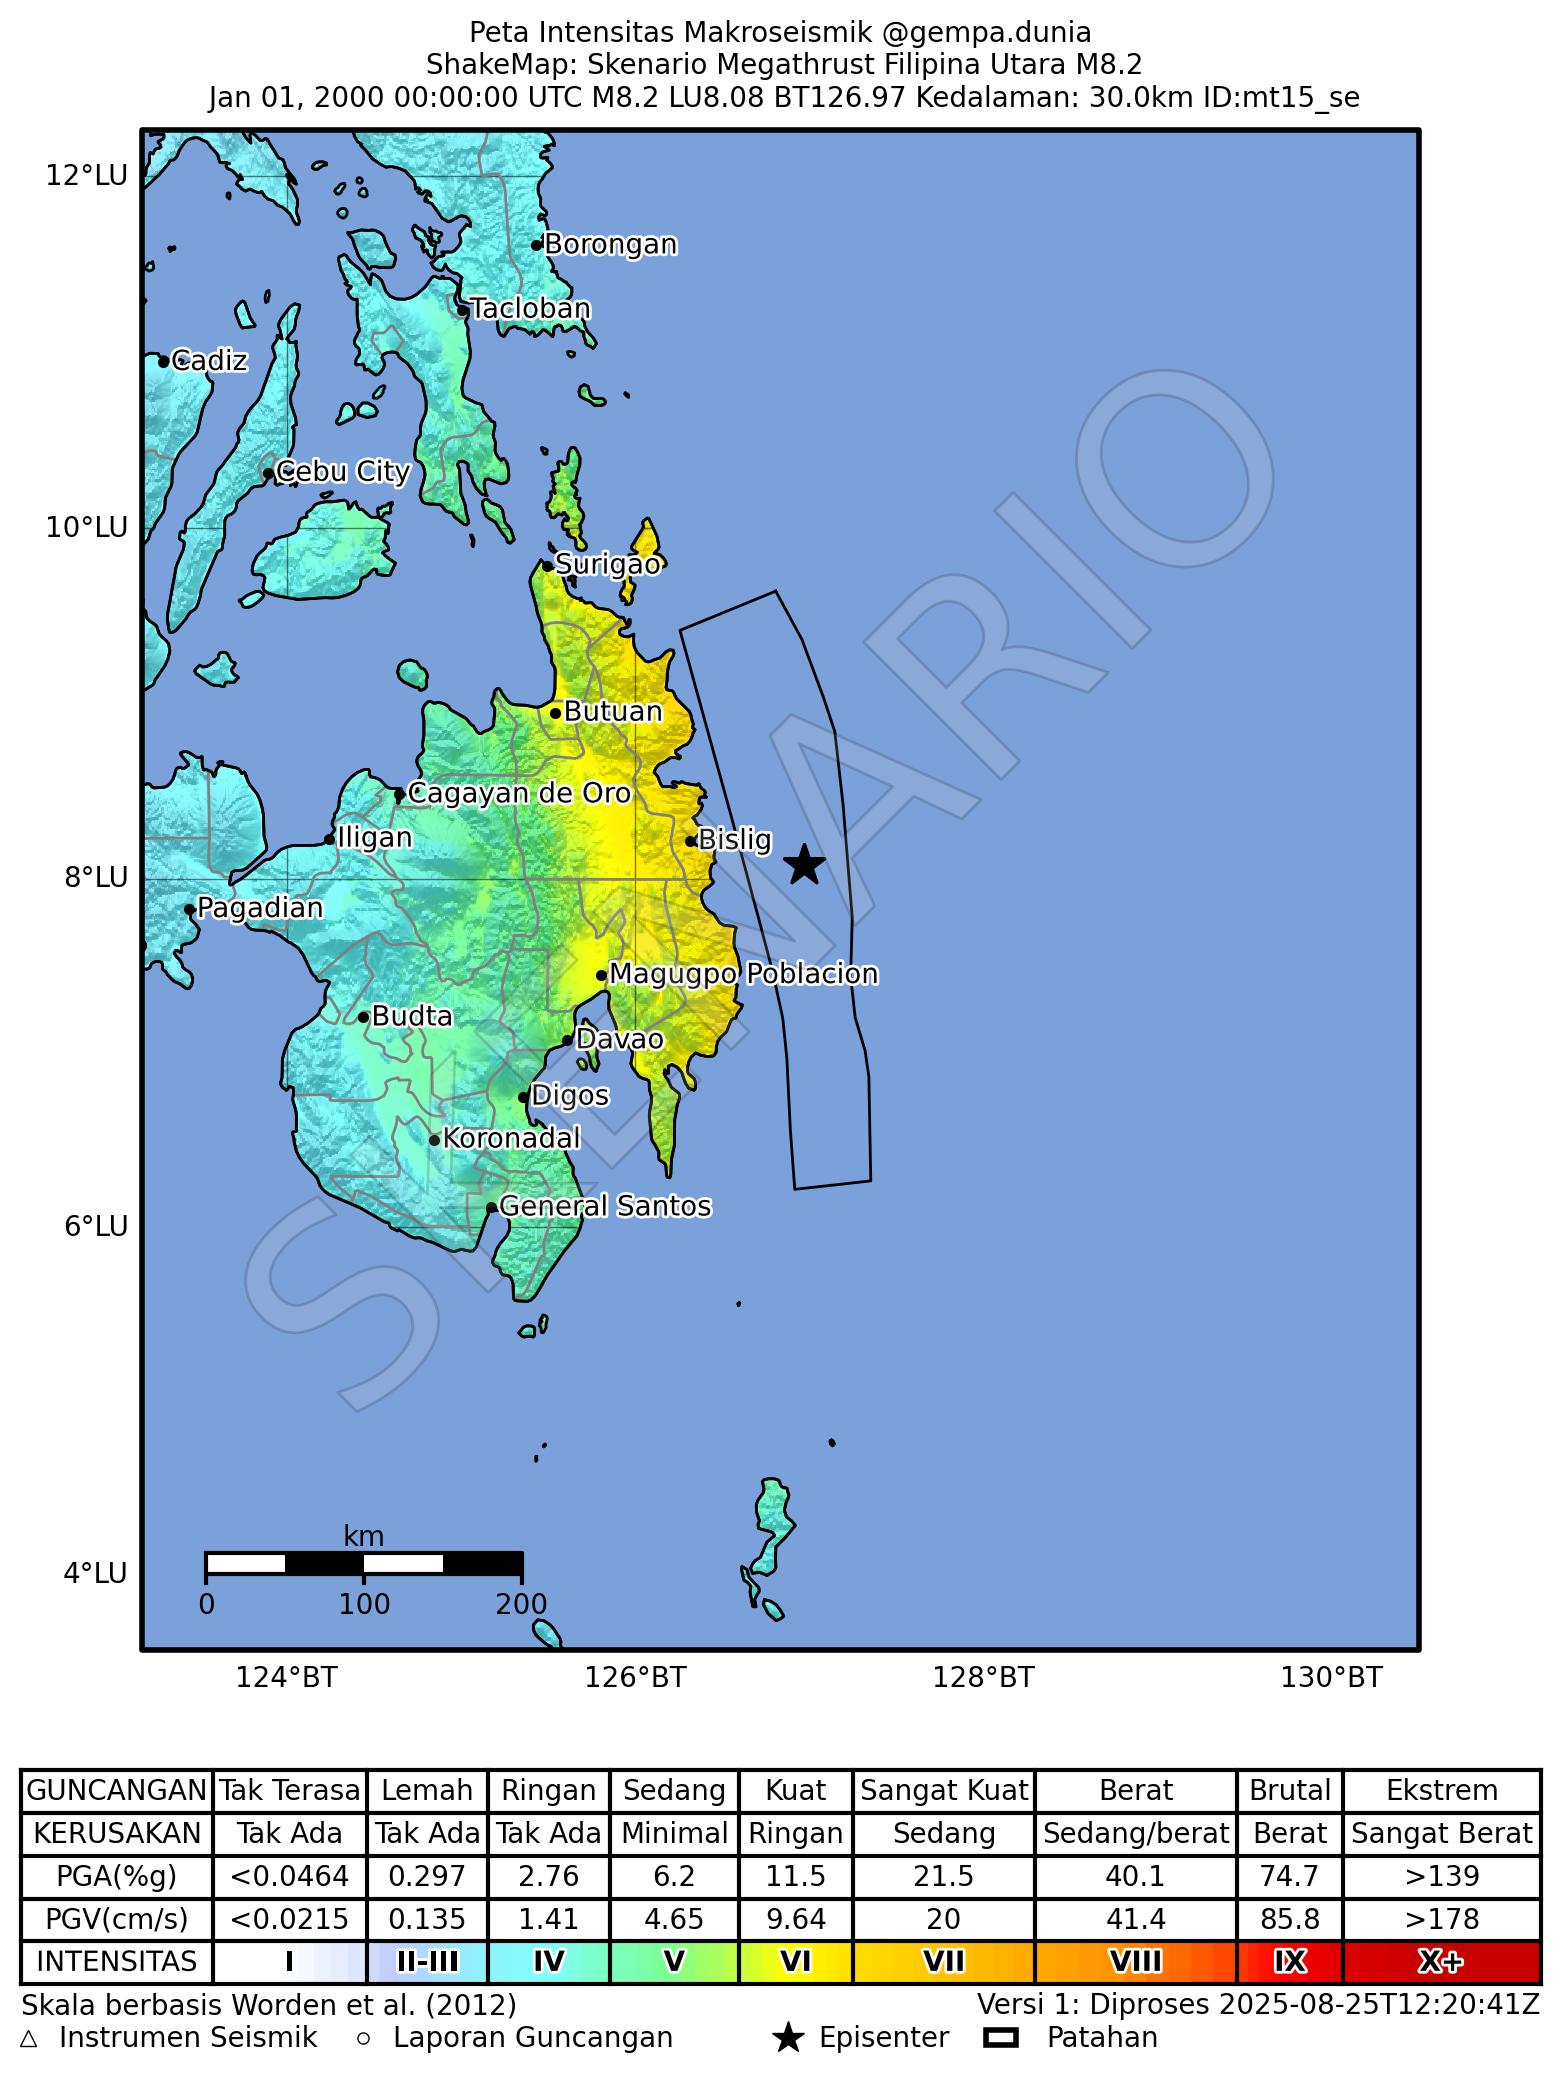 Peta Intensitas Makroseismik @gempa.dunia
ShakeMap: Skenario Megathrust Filipina Utara M8.2
Jan 01, 2000 00:00:00 UTC M8.2 LU8.08 BT126.97 Kedalaman: 30.0km ID:mt15_se
12°LU
Borongan
Tacloban
Cadiz
Cebu City
10°LU
Surigao
Butuan
Cagayan de Oro
Iligan
Bislig
8°LU
Pagadian
Magugpo Poblacion
Budta
Davao
Digos
Koronadal
General Santos
6°LU
SKENARIO
km
4°LU
0 100 200
124°BT 126°BT 128°BT 130°BT
GUNCANGAN Tak Terasa Lemah Ringan Sedang Kuat Sangat Kuat Berat Brutal Ekstrem
KERUSAKAN Tak Ada Tak Ada Tak Ada Minimal Ringan Sedang Sedang/berat Berat Sangat Berat
PGA(%g) <0.0464 0.297 2.76 6.2 11.5 21.5 40.1 74.7 >139
PGV(cm/s) <0.0215 0.135 1.41 4.65 9.64 20 41.4 85.8 >178
INTENSITAS I II-III IV V VI VII VIII IX X+
Skala berbasis Worden et al. (2012) Versi 1: Diproses 2025-08-25T12:20:41Z
Instrumen Seismik Laporan Guncangan Episenter Patahan